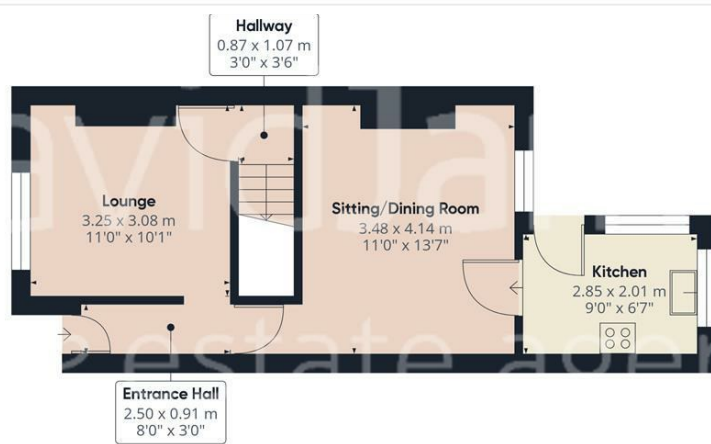 Hallway
0.87 x 1.07 m
3'0" x 3'6"
Lounge
3.25 x 3.08 m
11'0" x 10'1"
Sitting/Dining Room
3.48 x 4.14 m
11'0" x 13'7"
Kitchen
2.85 x 2.01 m
9'0" x 6'7"
Entrance Hall
2.50 x 0.91 m
8'0" x 3'0"
avidJam
estate age